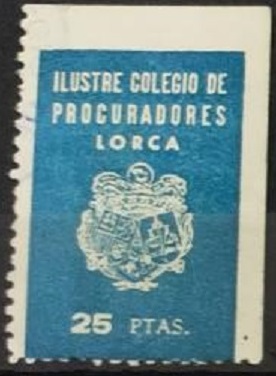 ILUSTRE COLEGIO DE
PROCURADORES
LORCA
25 PTAS.